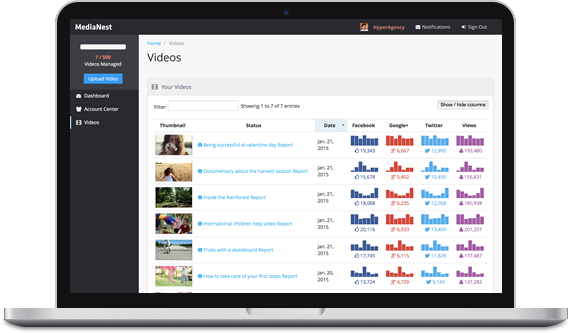 MediaNest
HyperAgency Notifications Sign Out
7 / 500
Videos Managed
Upload Video
Dashboard
Account Center
Videos
Home / Videos
Videos
Your Videos
Filter: Showing 1 to 7 of 7 entries Show / hide columns
Thumbnail Status Date Facebook Google+ Twitter Views
Being successful at valentine day Report Jan. 21, 2015 19,343 6,667 12,895 193,480
Documentary about the harvest season Report Jan. 21, 2015 15,678 5,402 10,450 156,831
Inside the Rainforest Report Jan. 21, 2015 18,088 6,235 12,058 180,938
International children help video Report Jan. 21, 2015 20,116 6,933 13,409 201,207
Tricks with a skateboard Report Jan. 21, 2015 17,745 6,115 11,829 177,487
How to take care of your first steps Report Jan. 20, 2015 13,724 4,729 9,149 137,282